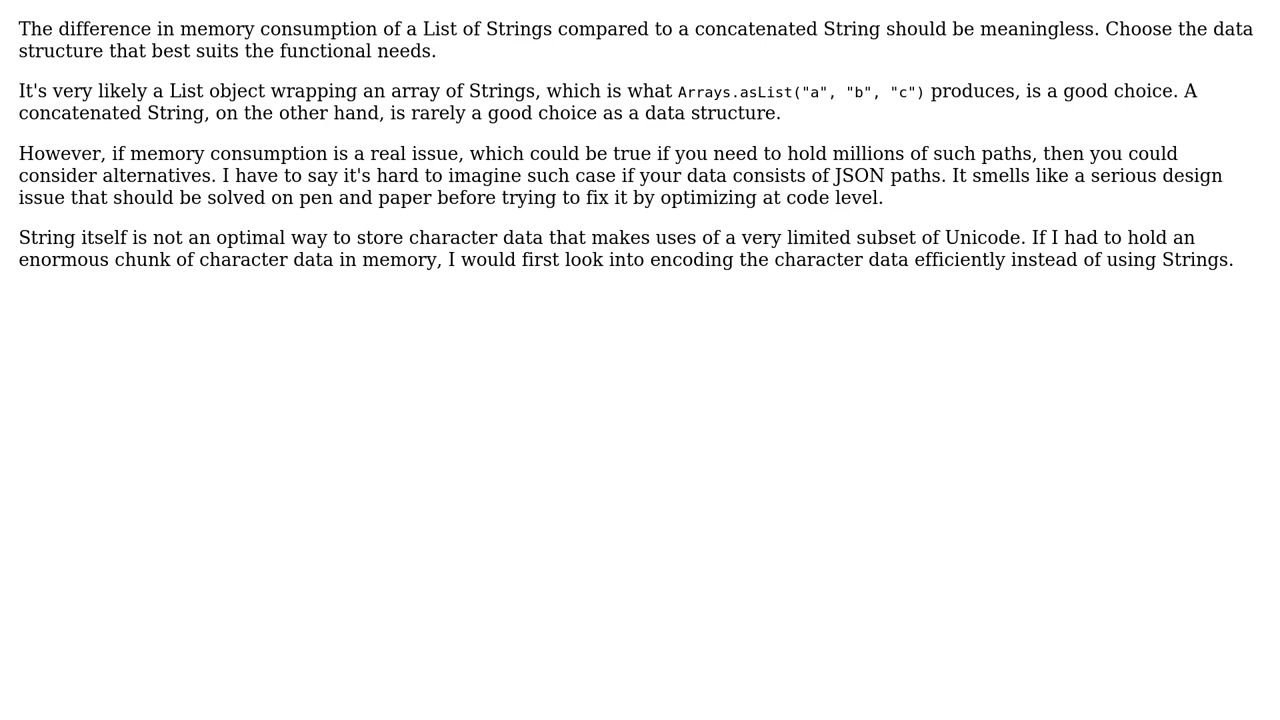 The difference in memory consumption of a List of Strings compared to a concatenated String should be meaningless. Choose the data
structure that best suits the functional needs.
It's very likely a List object wrapping an array of Strings, which is what Arrays.asList("a", "b", "c") produces, is a good choice. A
concatenated String, on the other hand, is rarely a good choice as a data structure.
However, if memory consumption is a real issue, which could be true if you need to hold millions of such paths, then you could
consider alternatives. I have to say it's hard to imagine such case if your data consists of JSON paths. It smells like a serious design
issue that should be solved on pen and paper before trying to fix it by optimizing at code level.
String itself is not an optimal way to store character data that makes uses of a very limited subset of Unicode. If I had to hold an
enormous chunk of character data in memory, I would first look into encoding the character data efficiently instead of using Strings.